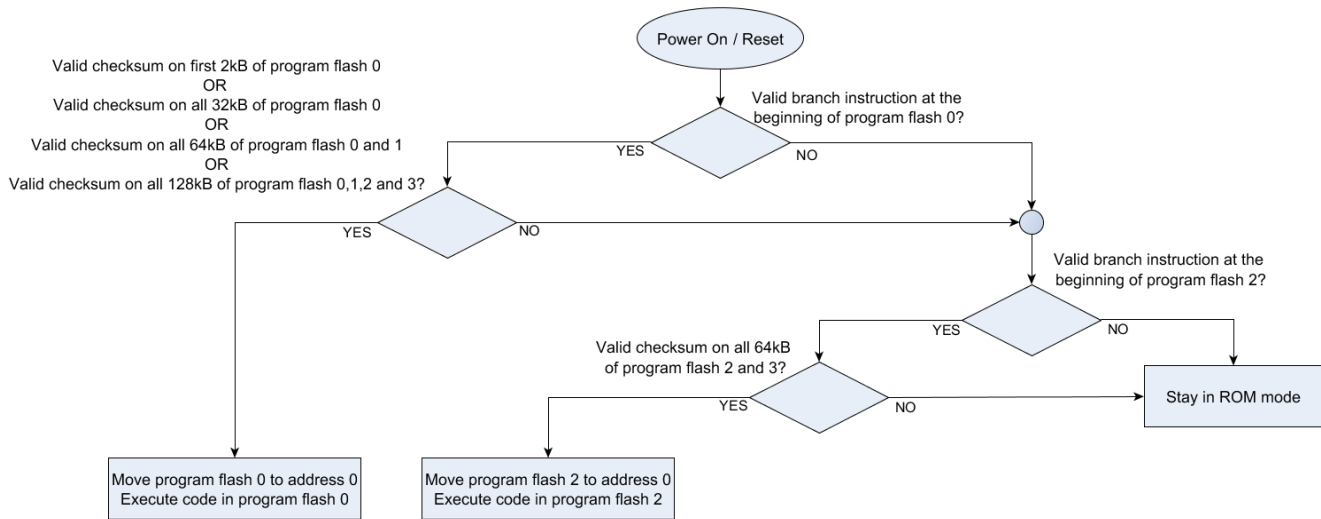 Power On / Reset
Valid checksum on first 2kB of program flash 0
OR
Valid checksum on all 32kB of program flash 0
OR
Valid checksum on all 64kB of program flash 0 and 1
OR
Valid checksum on all 128kB of program flash 0,1,2 and 3?
Valid branch instruction at the
beginning of program flash 0?
YES
NO
YES
NO
Valid branch instruction at the
beginning of program flash 2?
YES
NO
Valid checksum on all 64kB
of program flash 2 and 3?
YES
NO
Stay in ROM mode
Move program flash 0 to address 0
Execute code in program flash 0
Move program flash 2 to address 0
Execute code in program flash 2